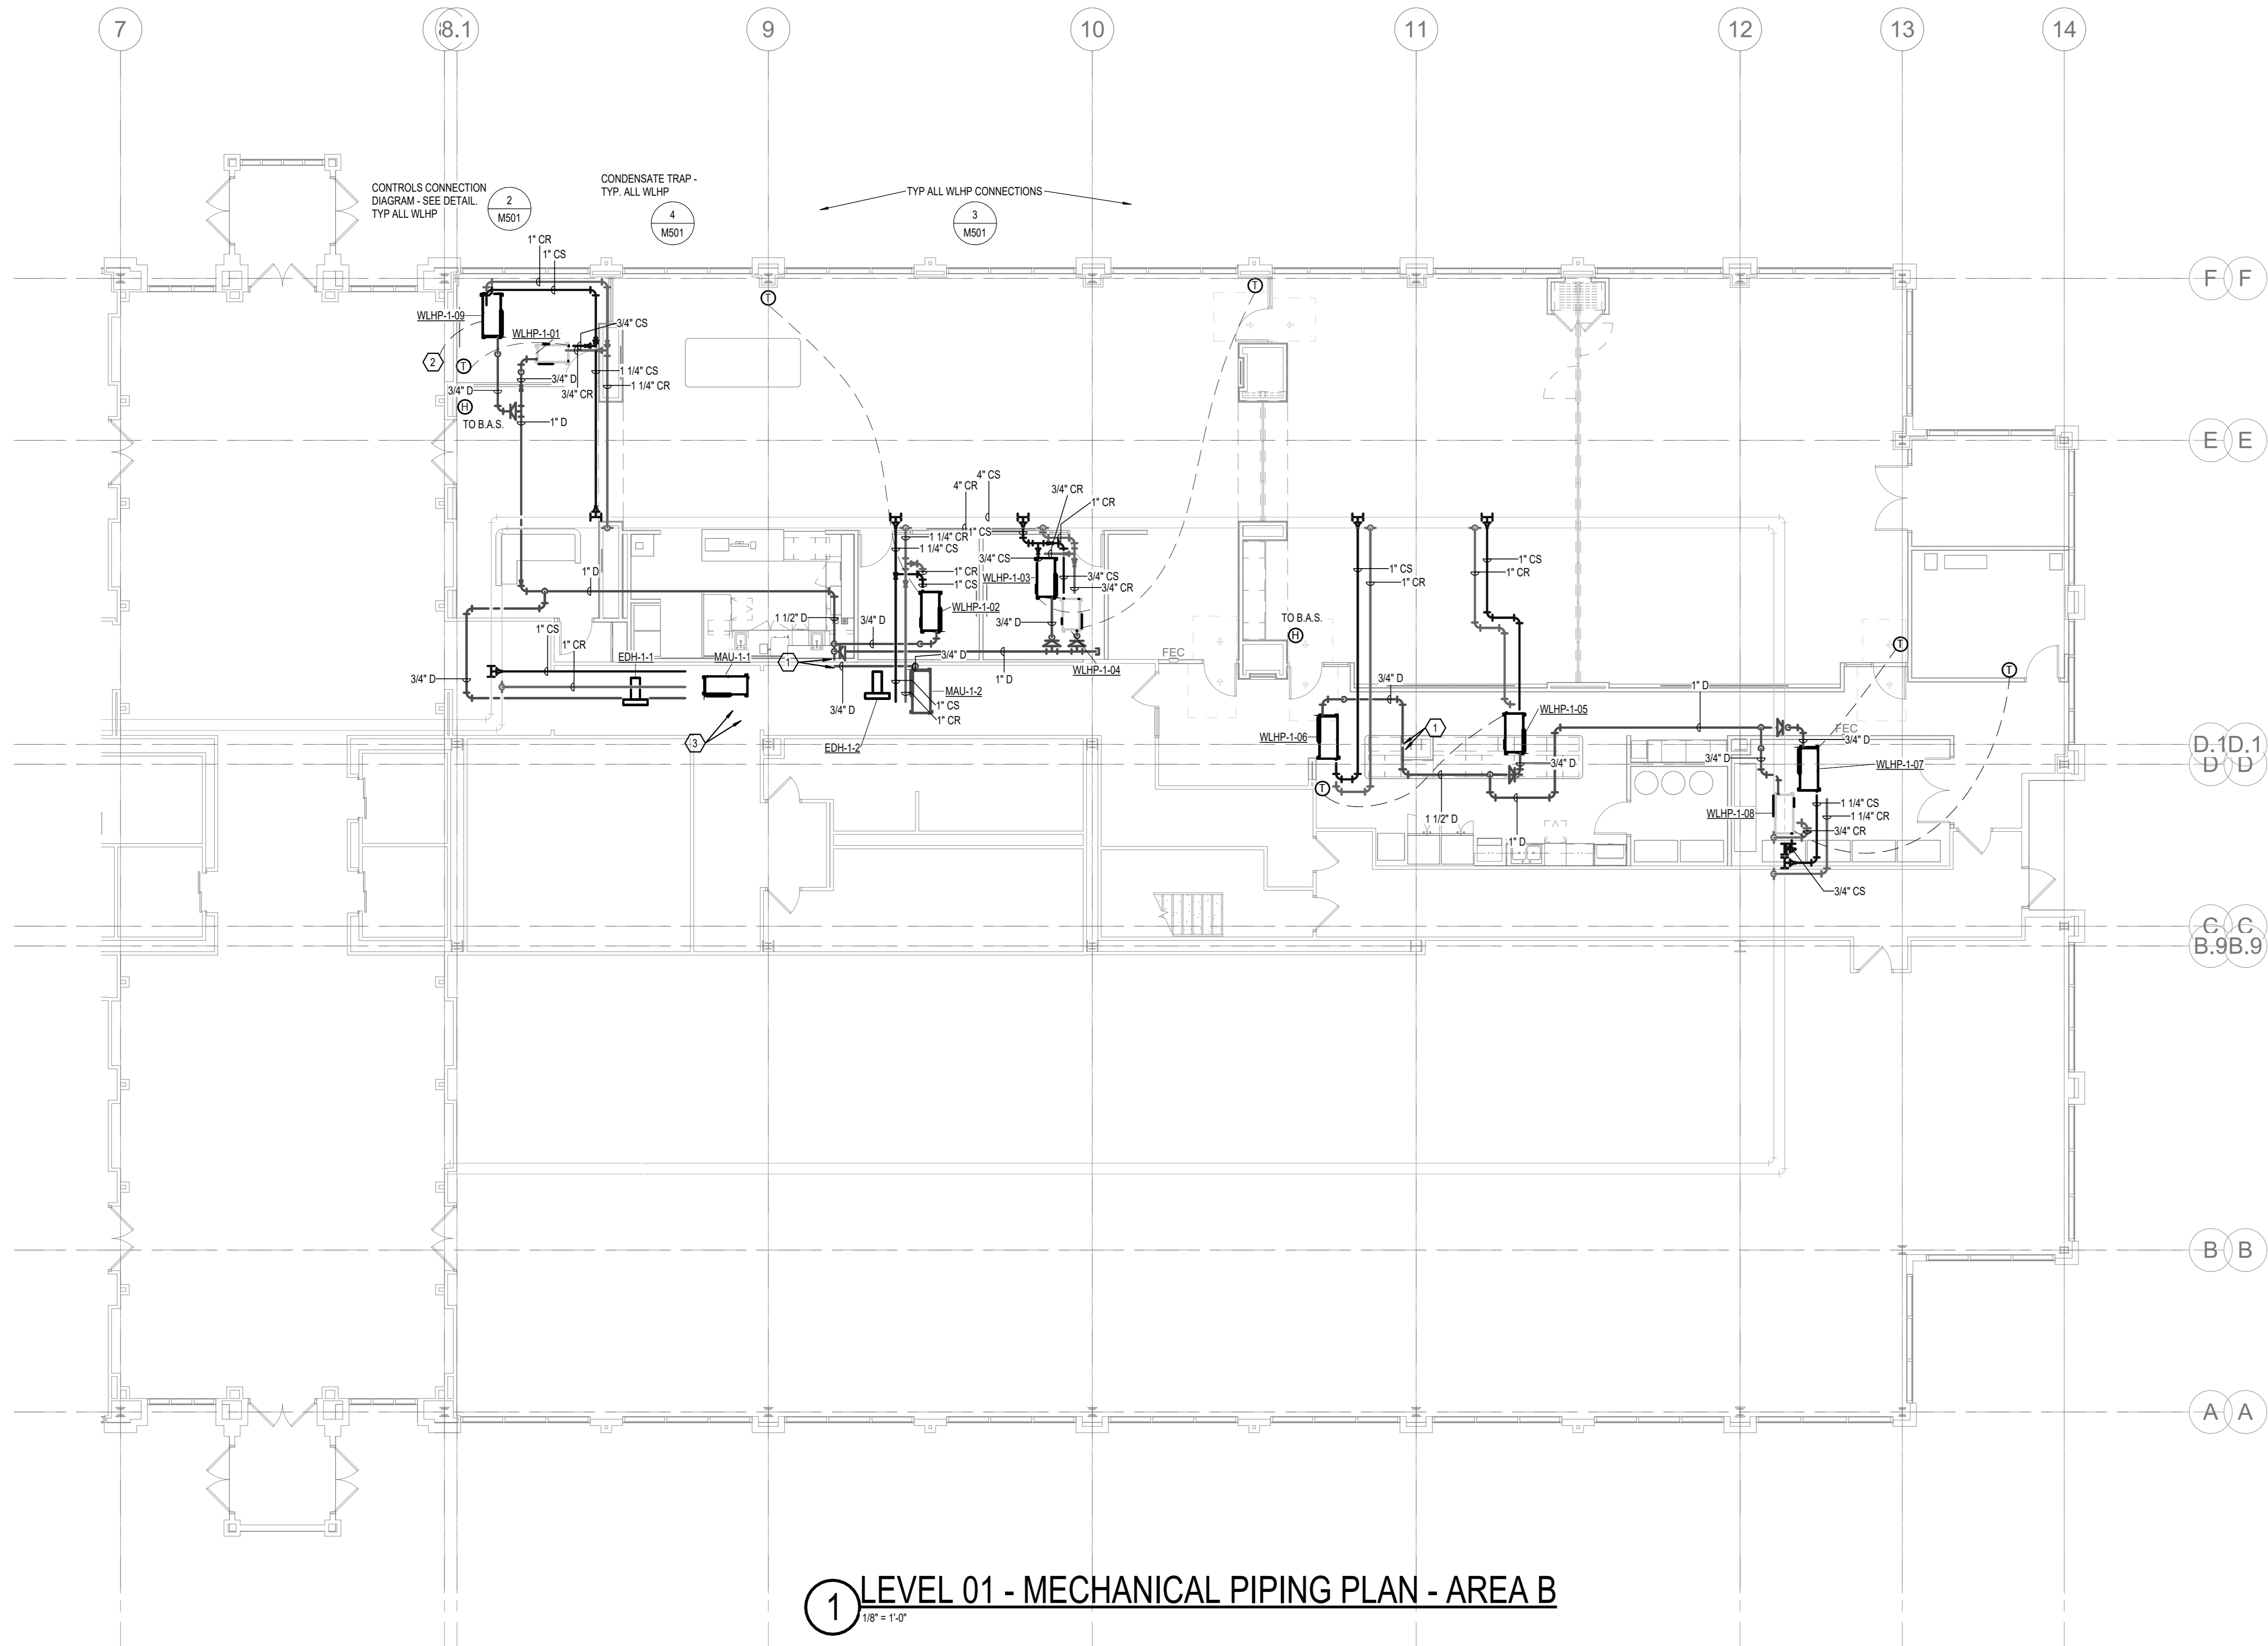 7
8.1
9
10
11
12
13
14
CONTROLS CONNECTION
DIAGRAM - SEE DETAIL.
TYP ALL WLHP
2
M501
CONDENSATE TRAP -
TYP. ALL WLHP
4
M501
TYP ALL WLHP CONNECTIONS
3
M501
1" CR
1" CS
F F
T
T
WLHP-1-09
WLHP-1-01
3/4" CS
2
T
1 1/4" CS
3/4" D
1 1/4" CR
3/4" D
3/4" CR
H
TO B.A.S.
1" D
E E
4" CS
4" CR
3/4" CR
1" CR
1" CS
1 1/4" CR
1 1/4" CS
3/4" CS
1" CR
1" CS
WLHP-1-03
3/4" CS
3/4" CR
1" CS
1" CR
1" CS
1" CR
1" D
WLHP-1-02
1 1/2" D
3/4" D
3/4" D
TO B.A.S.
H
1" CS
1" CR
EDH-1-1
MAU-1-1
1
3/4" D
FEC
WLHP-1-04
T
T
3/4" D
3/4" D
1" D
MAU-1-2
1" CS
1" CR
3/4" D
1" D
3
EDH-1-2
WLHP-1-06
1
WLHP-1-05
FEC
3/4" D
D.1 D.1
D D
3/4" D
3/4" D
WLHP-1-07
T
1 1/2" D
1" D
WLHP-1-08
1 1/4" CS
1 1/4" CR
3/4" CR
3/4" CS
C C
B.9 B.9
B B
A A
1 LEVEL 01 - MECHANICAL PIPING PLAN - AREA B
1/8" = 1'-0"